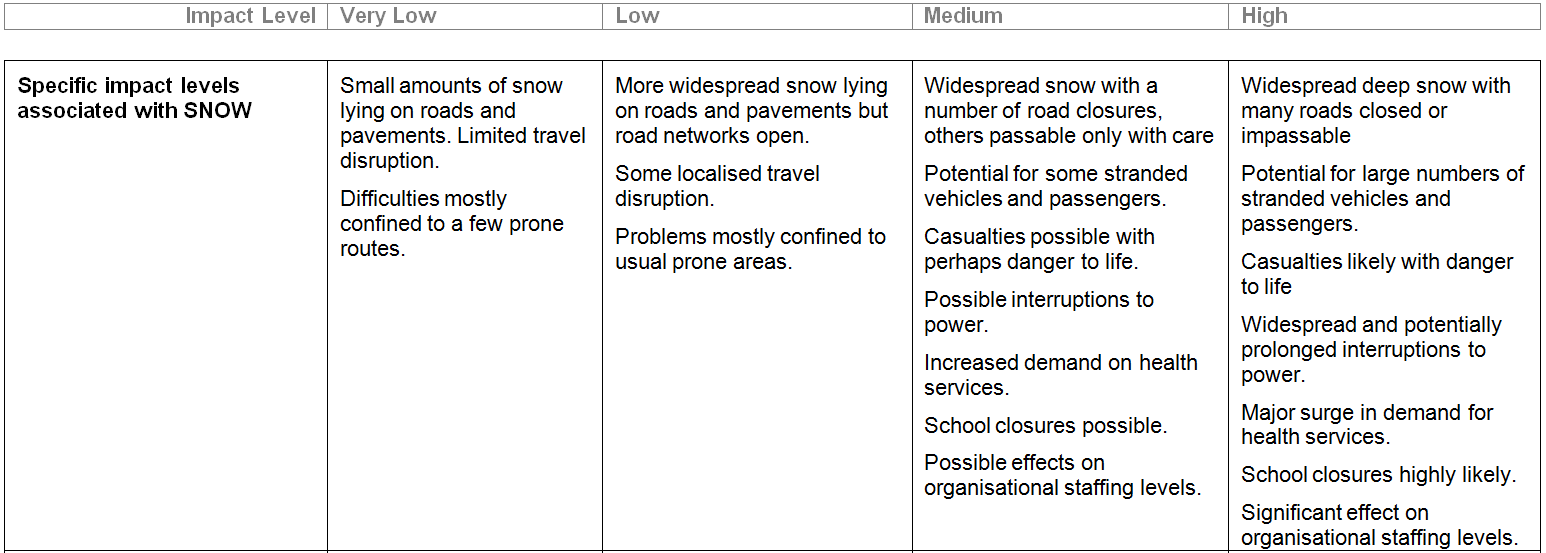 Impact Level
Very Low
Low
Medium
High
Specific impact levels
associated with SNOW
Small amounts of snow
lying on roads and
pavements. Limited travel
disruption.
Difficulties mostly
confined to a few prone
routes.
More widespread snow lying
on roads and pavements but
road networks open.
Some localised travel
disruption.
Problems mostly confined to
usual prone areas.
Widespread snow with a
number of road closures,
others passable only with care
Potential for some stranded
vehicles and passengers.
Casualties possible with
perhaps danger to life.
Possible interruptions to
power.
Increased demand on health
services.
School closures possible.
Possible effects on
organisational staffing levels.
Widespread deep snow with
many roads closed or
impassable
Potential for large numbers of
stranded vehicles and
passengers.
Casualties likely with danger
to life
Widespread and potentially
prolonged interruptions to
power.
Major surge in demand for
health services.
School closures highly likely.
Significant effect on
organisational staffing levels.